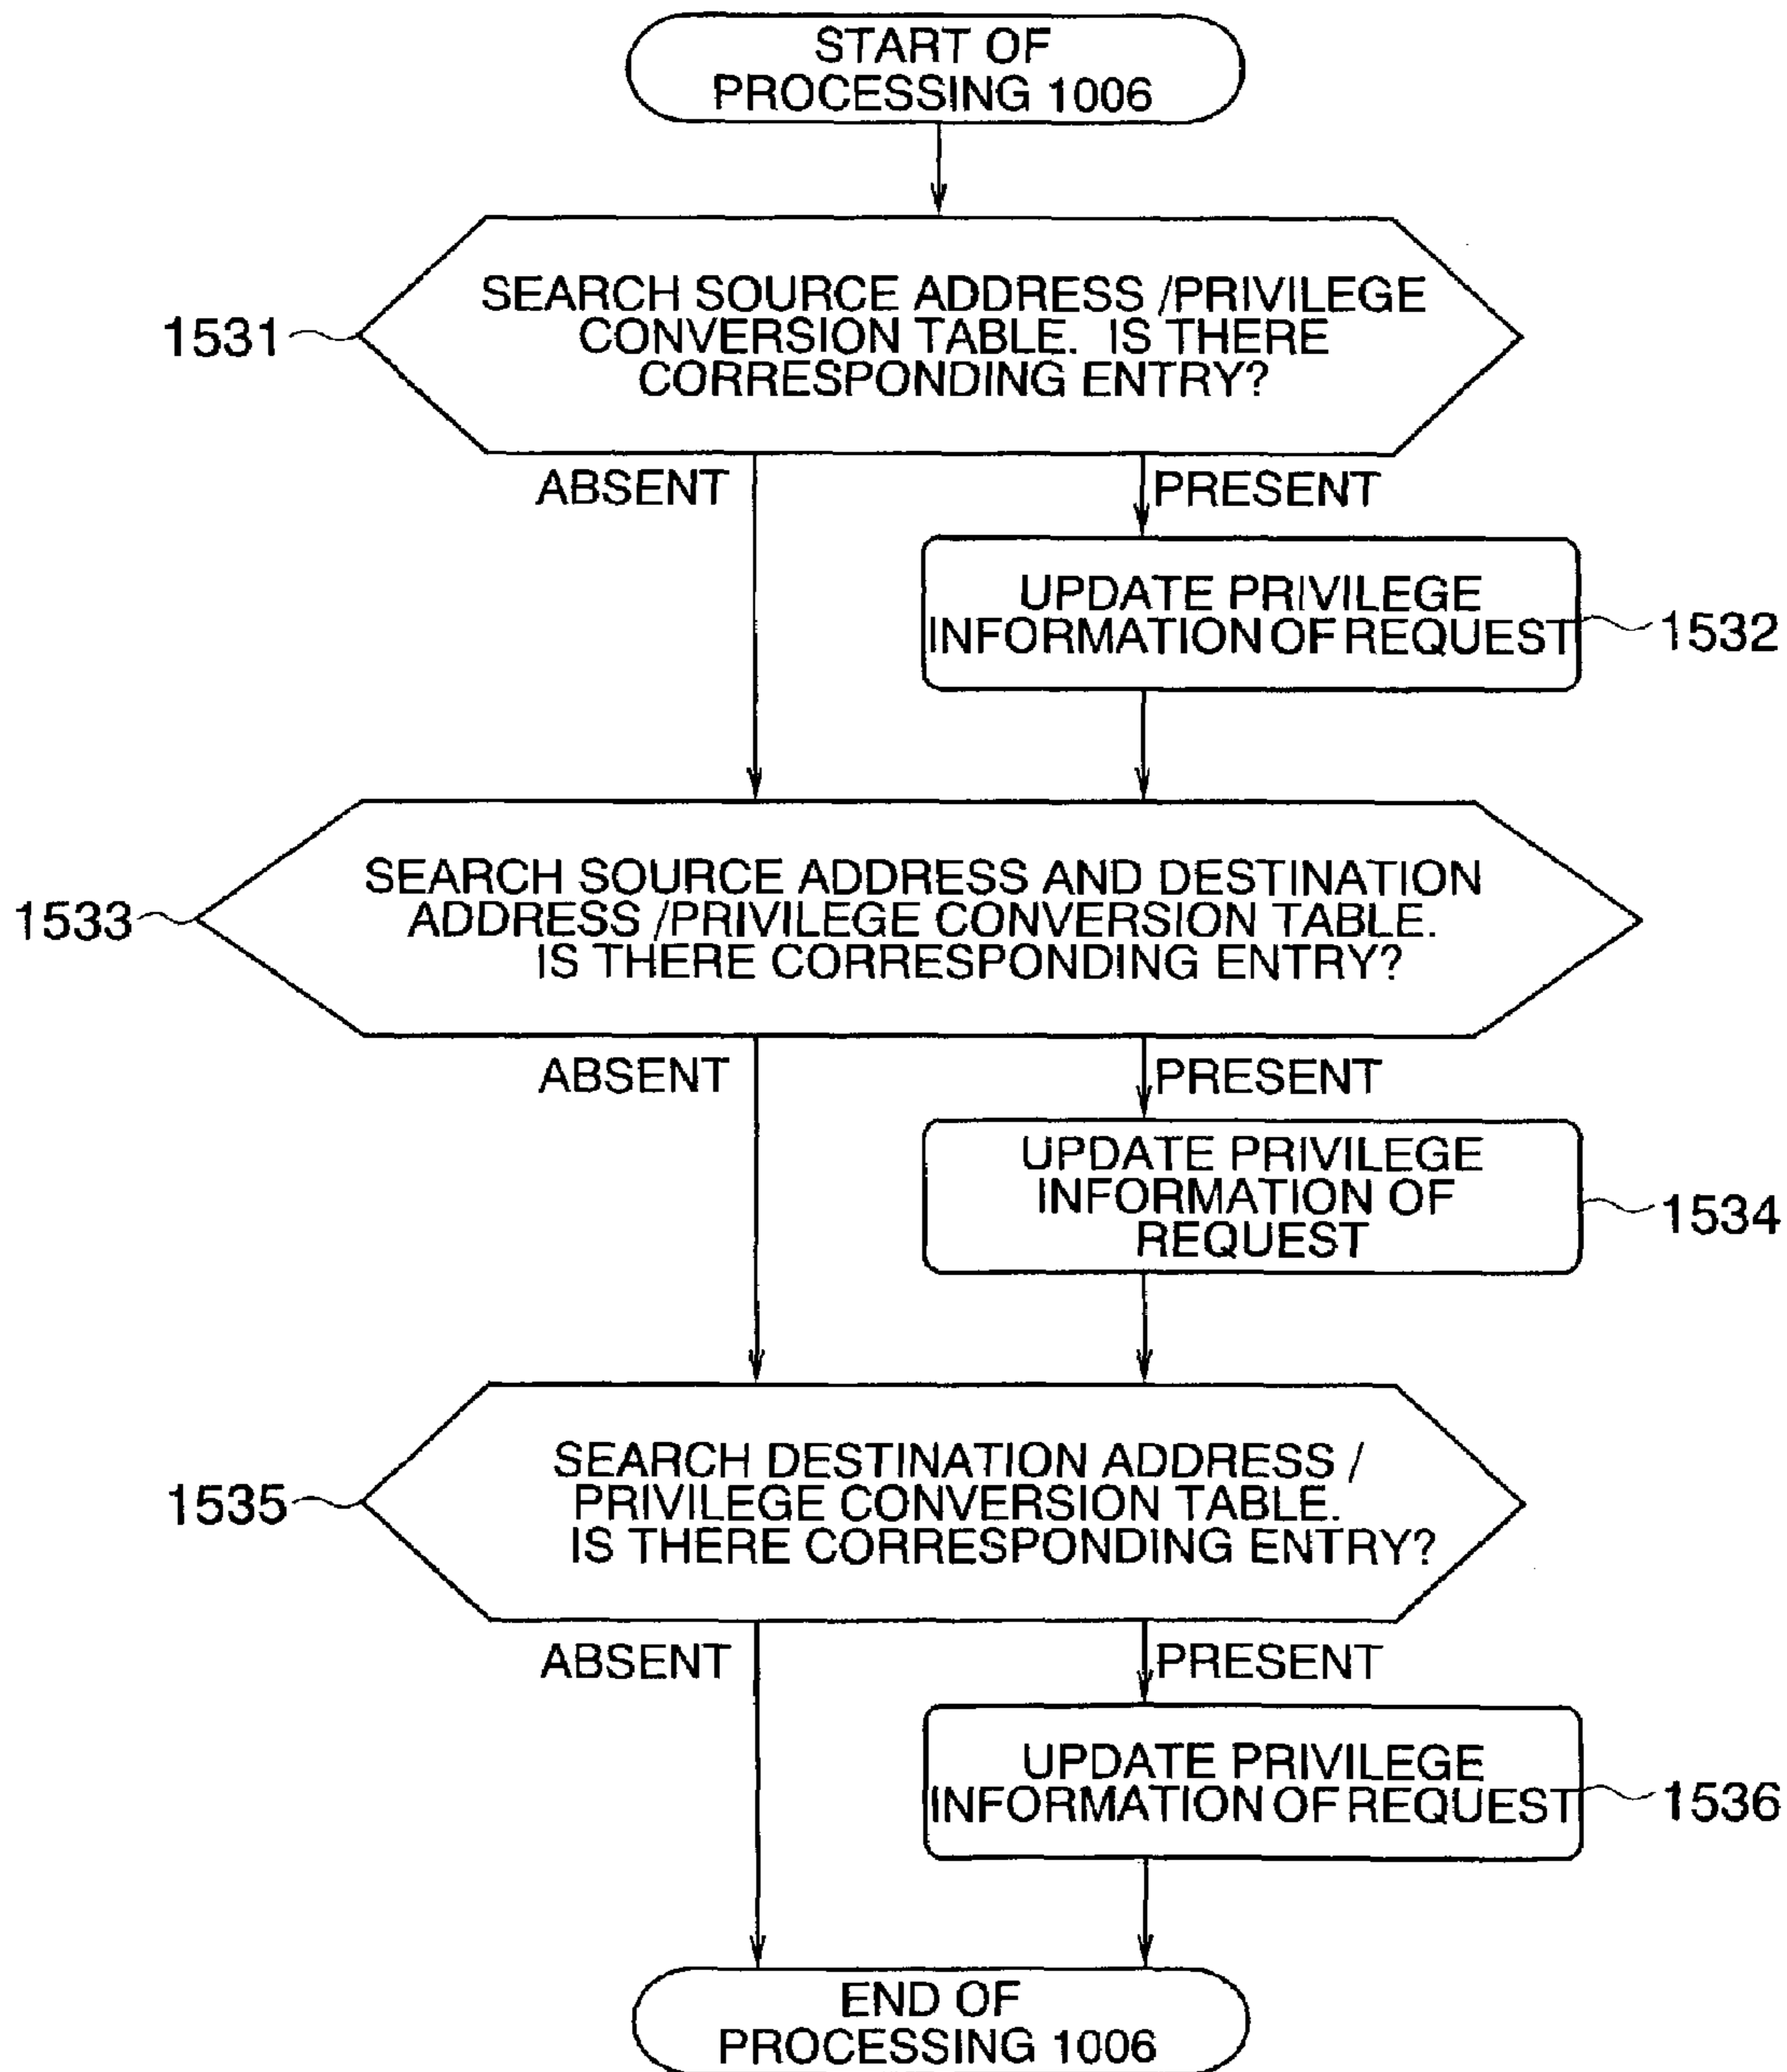 START OF
PROCESSING 1006
SEARCH SOURCE ADDRESS /PRIVILEGE
CONVERSION TABLE. IS THERE
CORRESPONDING ENTRY?
1531
ABSENT
PRESENT
UPDATE PRIVILEGE
INFORMATION OF REQUEST
1532
SEARCH SOURCE ADDRESS AND DESTINATION
ADDRESS /PRIVILEGE CONVERSION TABLE.
IS THERE CORRESPONDING ENTRY?
1533
ABSENT
PRESENT
UPDATE PRIVILEGE
INFORMATION OF
REQUEST
1534
SEARCH DESTINATION ADDRESS /
PRIVILEGE CONVERSION TABLE.
IS THERE CORRESPONDING ENTRY?
1535
ABSENT
PRESENT
UPDATE PRIVILEGE
INFORMATION OF REQUEST
1536
END OF
PROCESSING 1006